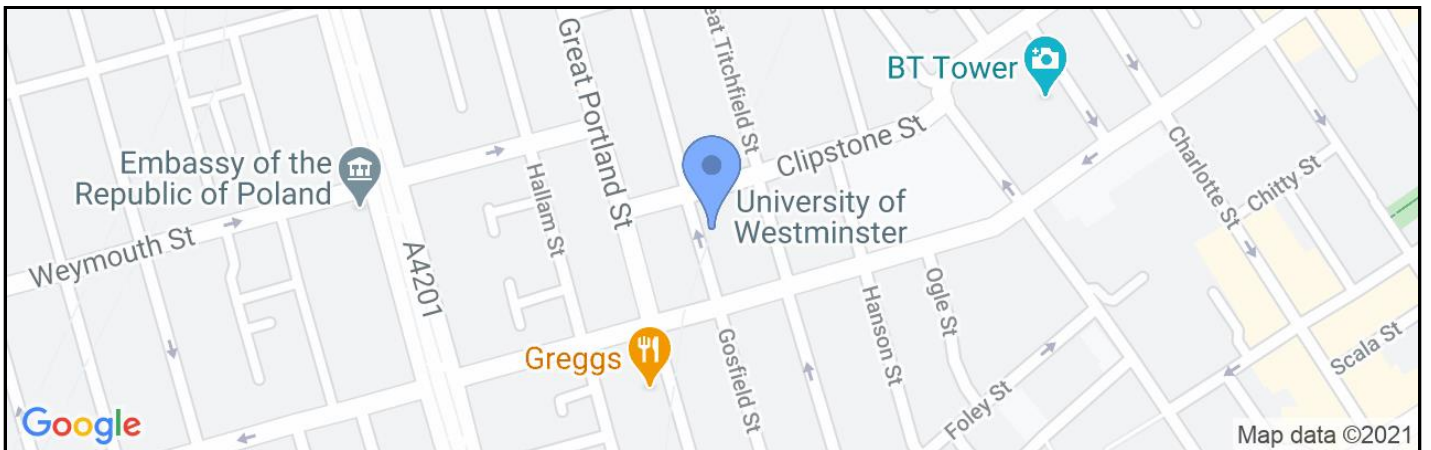 Great Portland St
eat Titchfield St
BT Tower
Clipstone St
Embassy of the
Republic of Poland
Hallam St
Charlotte St
Chitty St
University of
Westminster
Weymouth St
A4201
Ogle St
Hanson St
Gosfield St
Greggs
Foley St
Scala St
Google
Map data ©2021